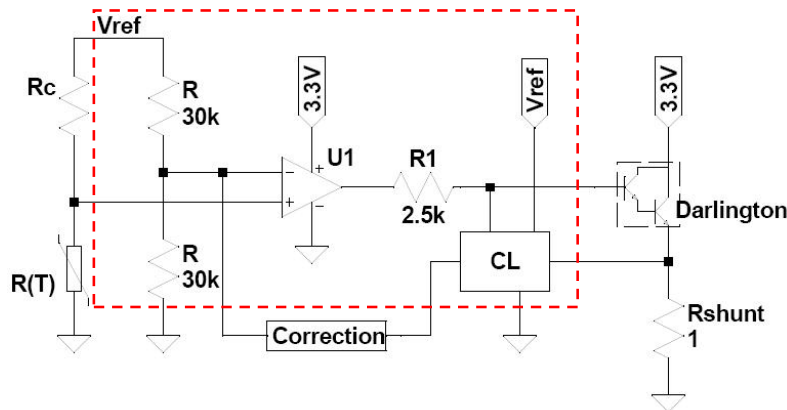 Vref
Rc
R
30k
3.3V
Vref
3.3V
U1
R1
2.5k
Darlington
R(T)
R
30k
CL
Correction
Rshunt
1